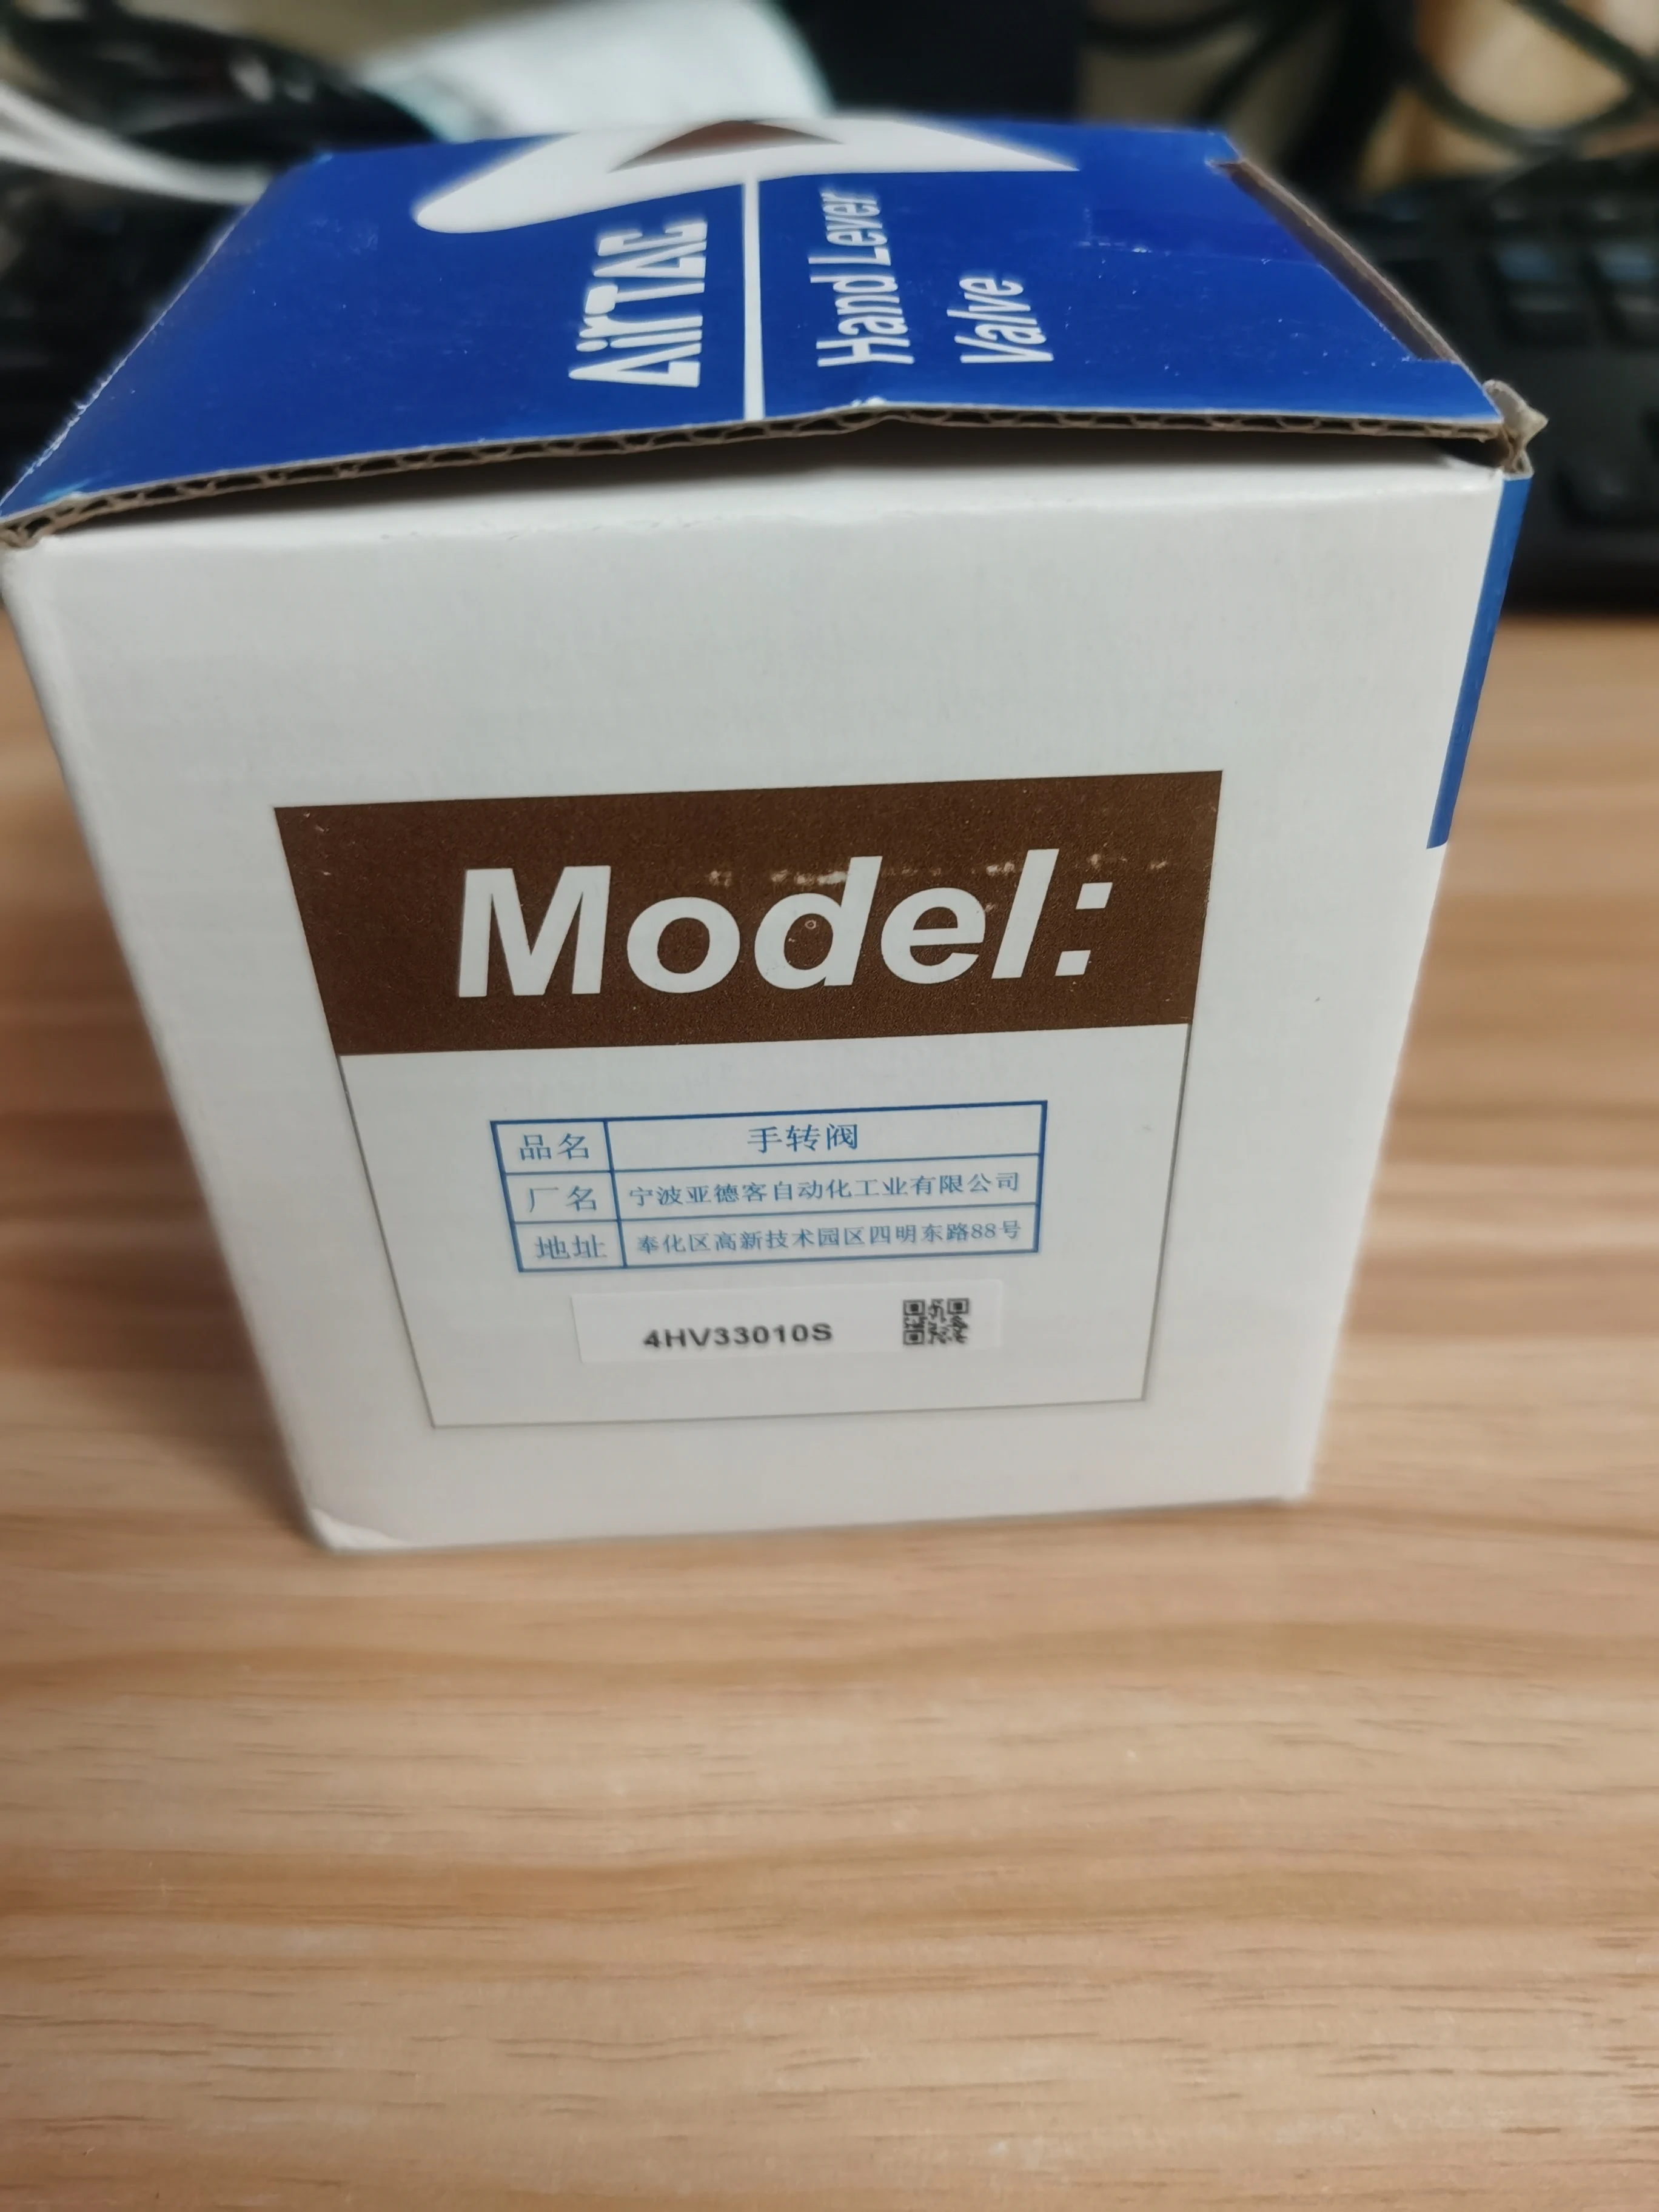 AirTAC
Hand Lever
Valve
Model:
品名 手转阀
厂名 宁波亚德客自动化工业有限公司
地址 奉化区高新技术园区四明东路88号
4HV33010S